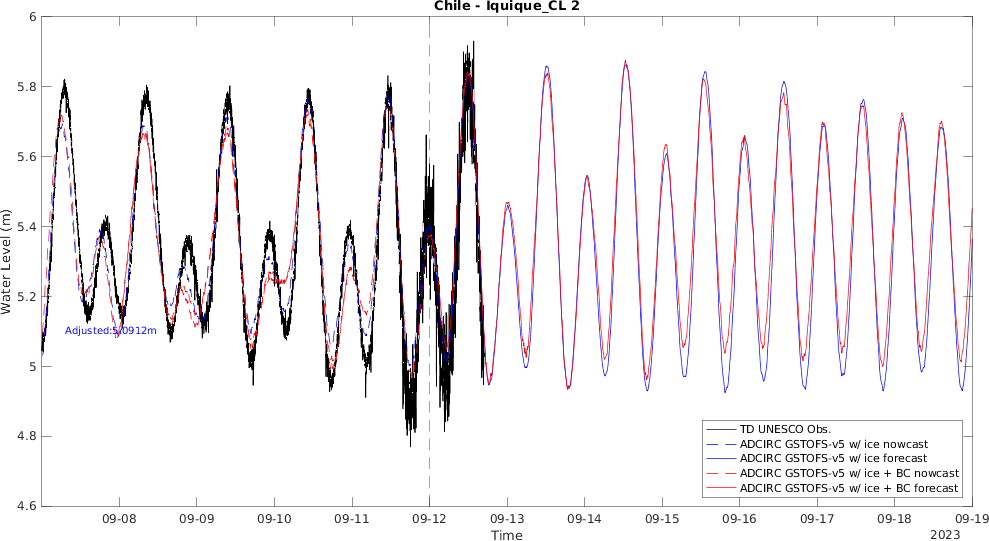 Chile - Iquique_CL 2
6
5.8
5.6
5.4
5.2
5
4.8
4.6
Water Level (m)
Adjusted:5.0912m
TD UNESCO Obs.
ADCIRC GSTOFS-v5 w/ ice nowcast
ADCIRC GSTOFS-v5 w/ ice forecast
ADCIRC GSTOFS-v5 w/ ice + BC nowcast
ADCIRC GSTOFS-v5 w/ ice + BC forecast
09-08 09-09 09-10 09-11 09-12 09-13 09-14 09-15 09-16 09-17 09-18 09-19
Time
2023